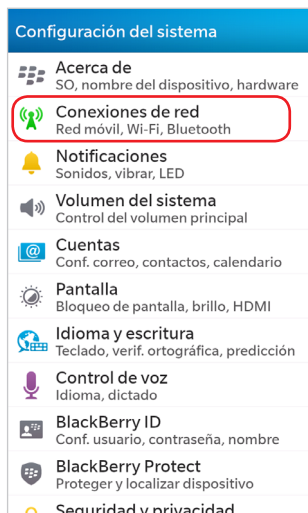 Configuración del sistema
Acerca de
SO, nombre del dispositivo, hardware
Conexiones de red
Red móvil, Wi-Fi, Bluetooth
Notificaciones
Sonidos, vibrar, LED
Volumen del sistema
Control del volumen principal
Cuentas
Conf. correo, contactos, calendario
Pantalla
Bloqueo de pantalla, brillo, HDMI
Idioma y escritura
Teclado, verif. ortográfica, predicción
Control de voz
Idioma, dictado
BlackBerry ID
Conf. usuario, contraseña, nombre
BlackBerry Protect
Proteger y localizar dispositivo
Seguridad y privacidad